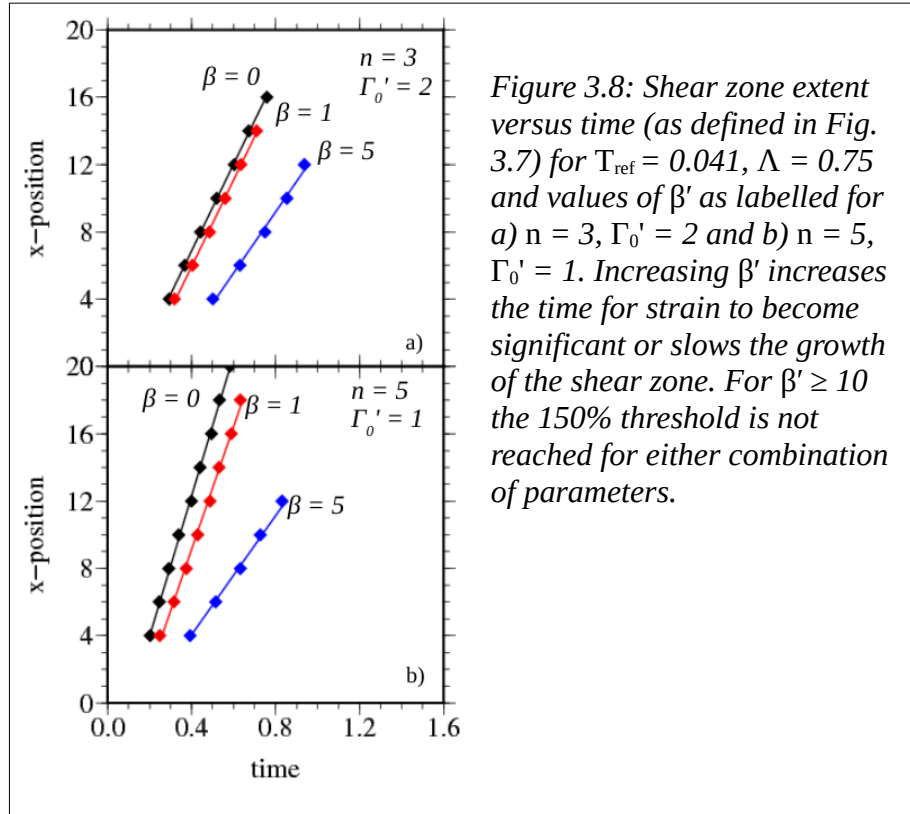 20
16
12
8
4
x-position
β = 0
β = 1
β = 5
n = 3
Γ₀' = 2
a)
20
16
12
8
4
0
x-position
β = 0
β = 1
β = 5
n = 5
Γ₀' = 1
b)
0.0 0.4 0.8 1.2 1.6
time
Figure 3.8: Shear zone extent
versus time (as defined in Fig.
3.7) for Tref = 0.041, Λ = 0.75
and values of β′ as labelled for
a) n = 3, Γ₀' = 2 and b) n = 5,
Γ₀' = 1. Increasing β′ increases
the time for strain to become
significant or slows the growth
of the shear zone. For β′ ≥ 10
the 150% threshold is not
reached for either combination
of parameters.